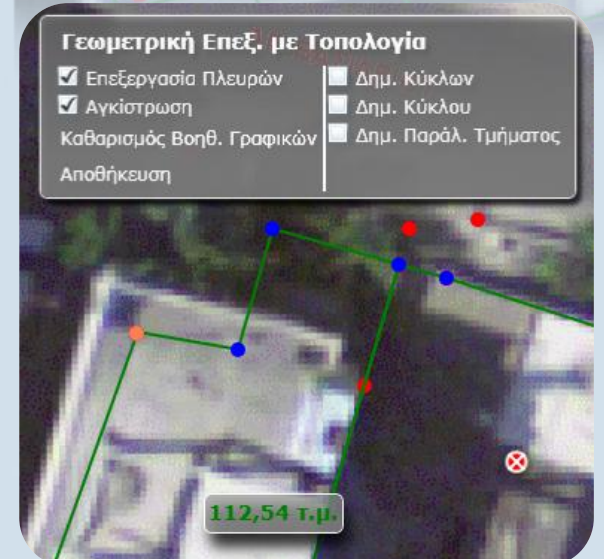 Γεωμετρική Επεξ. με Τοπολογία
Επεξεργασία Πλευρών
Αγκίστρωση
Καθαρισμός Βοηθ. Γραφικών
Αποθήκευση
Δημ. Κύκλων
Δημ. Κύκλου
Δημ. Παράλ. Τμήματος
112,54 τ.μ.